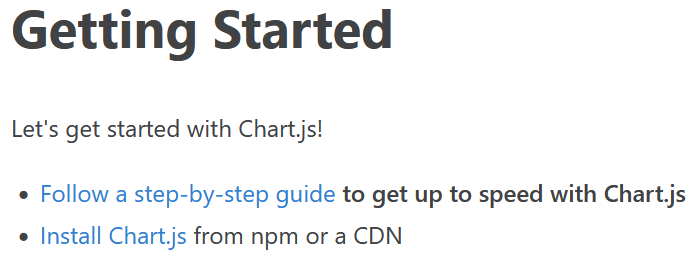 Getting Started
Let's get started with Chart.js!
• Follow a step-by-step guide to get up to speed with Chart.js
• Install Chart.js from npm or a CDN